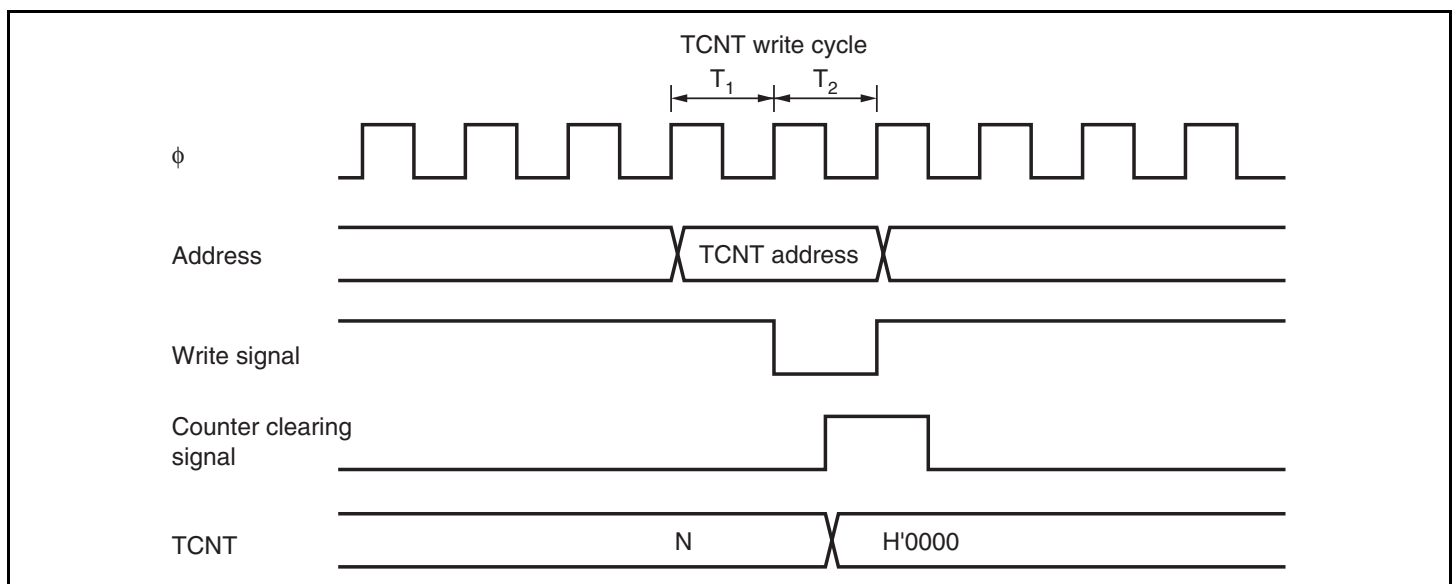 TCNT write cycle
T1 T2
ϕ
Address
TCNT address
Write signal
Counter clearing
signal
TCNT
N
H'0000